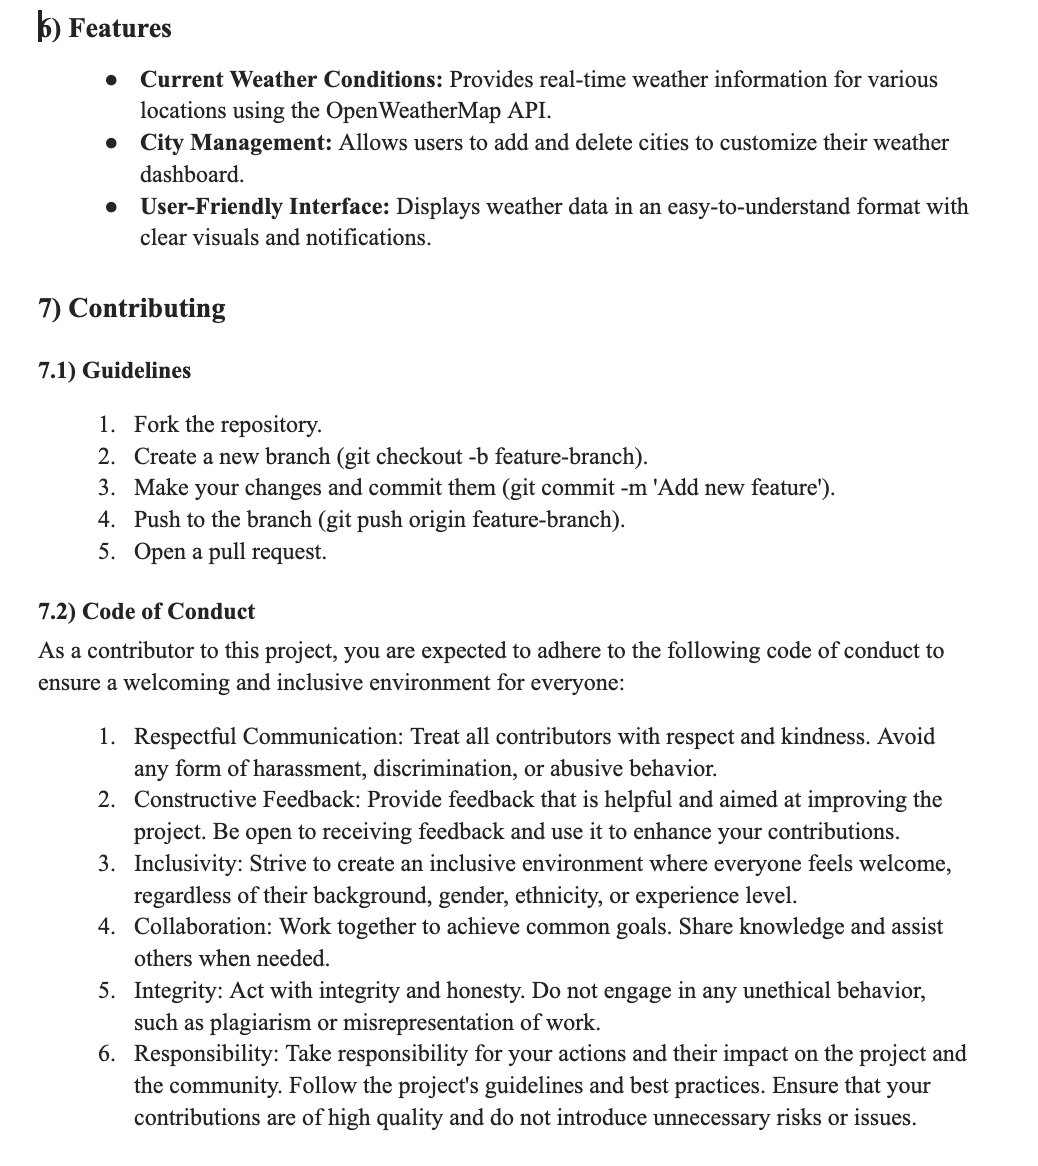 6) Features
● Current Weather Conditions: Provides real-time weather information for various
locations using the OpenWeatherMap API.
● City Management: Allows users to add and delete cities to customize their weather
dashboard.
● User-Friendly Interface: Displays weather data in an easy-to-understand format with
clear visuals and notifications.
7) Contributing
7.1) Guidelines
1. Fork the repository.
2. Create a new branch (git checkout -b feature-branch).
3. Make your changes and commit them (git commit -m 'Add new feature').
4. Push to the branch (git push origin feature-branch).
5. Open a pull request.
7.2) Code of Conduct
As a contributor to this project, you are expected to adhere to the following code of conduct to
ensure a welcoming and inclusive environment for everyone:
1. Respectful Communication: Treat all contributors with respect and kindness. Avoid
any form of harassment, discrimination, or abusive behavior.
2. Constructive Feedback: Provide feedback that is helpful and aimed at improving the
project. Be open to receiving feedback and use it to enhance your contributions.
3. Inclusivity: Strive to create an inclusive environment where everyone feels welcome,
regardless of their background, gender, ethnicity, or experience level.
4. Collaboration: Work together to achieve common goals. Share knowledge and assist
others when needed.
5. Integrity: Act with integrity and honesty. Do not engage in any unethical behavior,
such as plagiarism or misrepresentation of work.
6. Responsibility: Take responsibility for your actions and their impact on the project and
the community. Follow the project's guidelines and best practices. Ensure that your
contributions are of high quality and do not introduce unnecessary risks or issues.